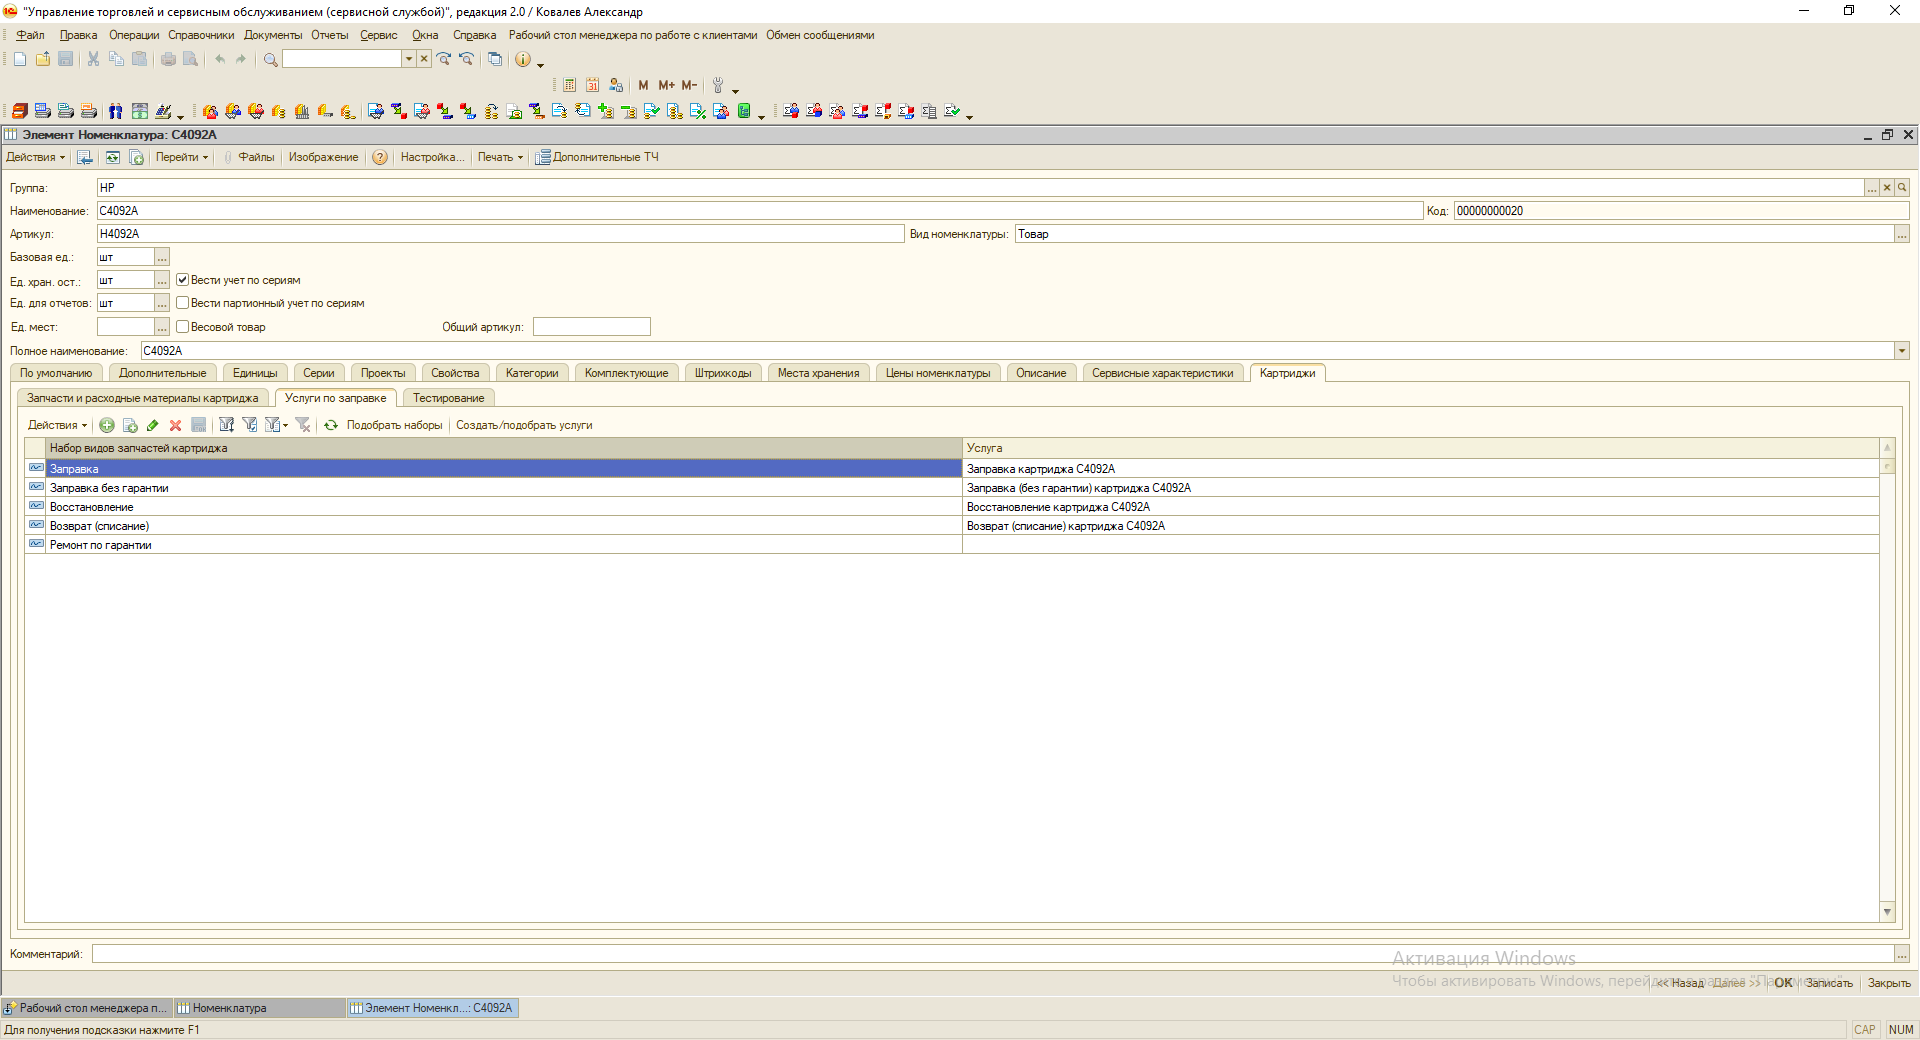 "Управление торговлей и сервисным обслуживанием (сервисной службой)", редакция 2.0 / Ковалев Александр
Файл Правка Операции Справочники Документы Отчеты Сервис Окна Справка Рабочий стол менеджера по работе с клиентами Обмен сообщениями
M M+ M-
Элемент Номенклатура: C4092A
Действия Перейти Файлы Изображение Настройка... Печать Дополнительные ТЧ
Группа: HP
Наименование: C4092A Код: 00000000020
Артикул: H4092A Вид номенклатуры: Товар
Базовая ед.: шт
Ед. хран. ост.: шт Вести учет по сериям
Ед. для отчетов: шт Вести партионный учет по сериям
Ед. мест: Весовой товар Общий артикул:
Полное наименование: C4092A
По умолчанию Дополнительные Единицы Серии Проекты Свойства Категории Комплектующие Штрихкоды Места хранения Цены номенклатуры Описание Сервисные характеристики Картриджи
Запчасти и расходные материалы картриджа Услуги по заправке Тестирование
Действия Подобрать наборы Создать/подобрать услуги
Набор видов запчастей картриджа Услуга
Заправка Заправка картриджа C4092A
Заправка без гарантии Заправка (без гарантии) картриджа C4092A
Восстановление Восстановление картриджа C4092A
Возврат (списание) Возврат (списание) картриджа C4092A
Ремонт по гарантии
Комментарий:
Активация Windows
Чтобы активировать Windows, перейдите в раздел "Параметры".
<< Назад Далее >> OK Записать Закрыть
Рабочий стол менеджера п... Номенклатура Элемент Номенкл...: C4092A
Для получения подсказки нажмите F1 CAP NUM